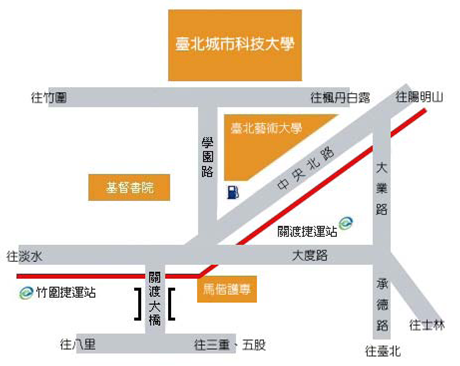 臺北城市科技大學
往竹圍
往楓丹白露
往陽明山
臺北藝術大學
學園路
中央北路
大業路
基督書院
關渡捷運站
往淡水
大度路
關渡大橋
馬偕護專
竹圍捷運站
承德路
往士林
往八里
往三重、五股
往臺北